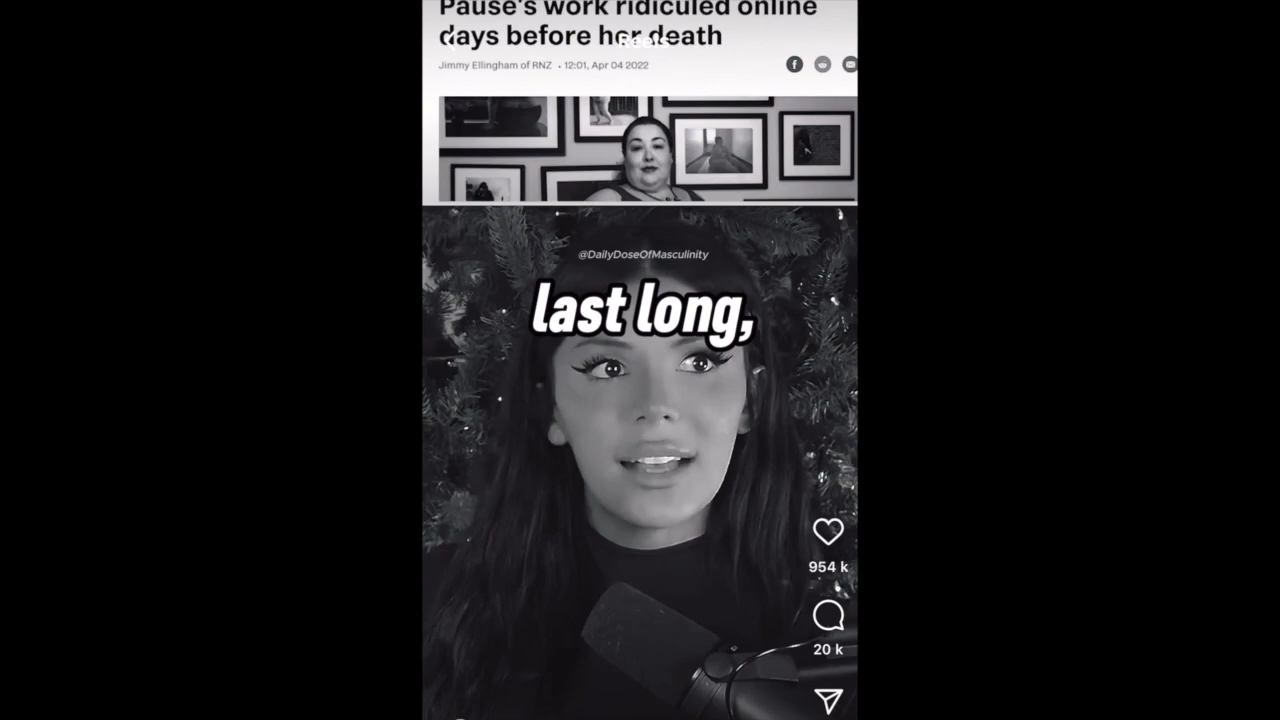 Pause's work ridiculed online
days before her death
Reels
Jimmy Ellingham of RNZ • 12:01, Apr 04 2022
@DailyDoseOfMasculinity
last long,
954 k
20 k